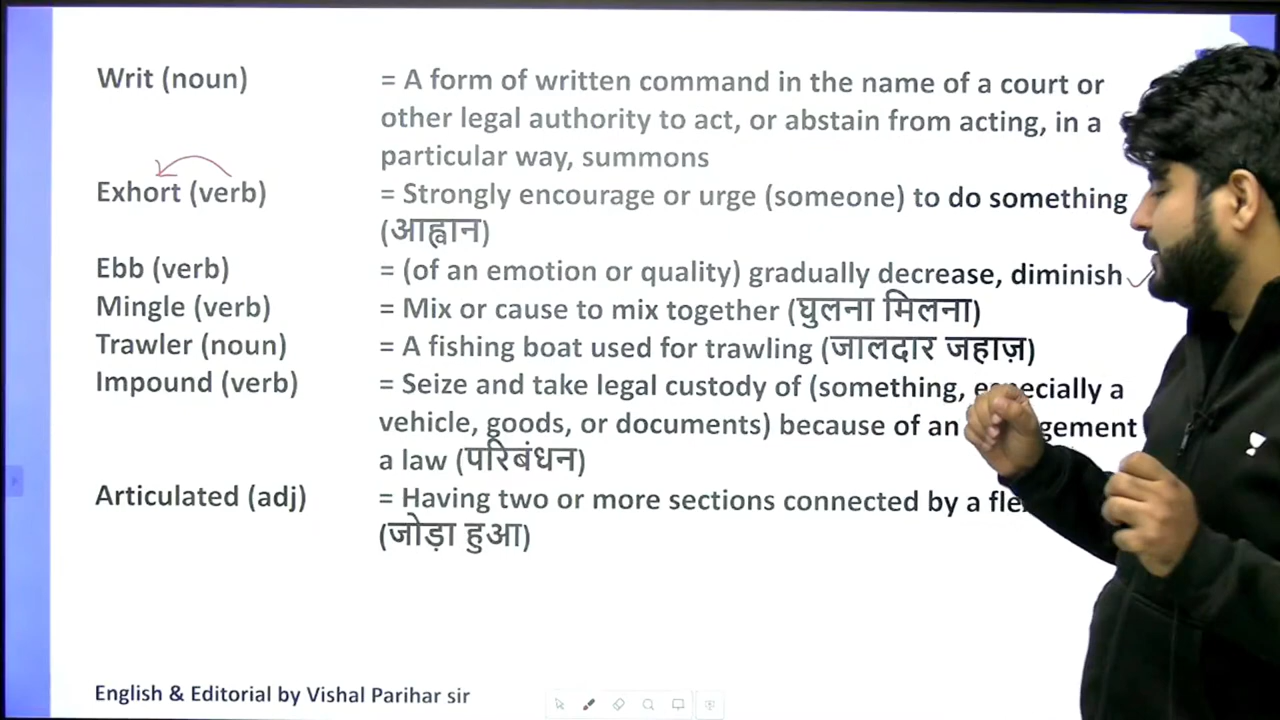 Writ (noun) = A form of written command in the name of a court or
other legal authority to act, or abstain from acting, in a
particular way, summons
Exhort (verb) = Strongly encourage or urge (someone) to do something
(आह्वान)
Ebb (verb) = (of an emotion or quality) gradually decrease, diminish
Mingle (verb) = Mix or cause to mix together (घुलना मिलना)
Trawler (noun) = A fishing boat used for trawling (जालदार जहाज़)
Impound (verb) = Seize and take legal custody of (something, especially a
vehicle, goods, or documents) because of an
a law (परिबंधन)
Articulated (adj) = Having two or more sections connected by a
(जोड़ा हुआ)
English & Editorial by Vishal Parihar sir